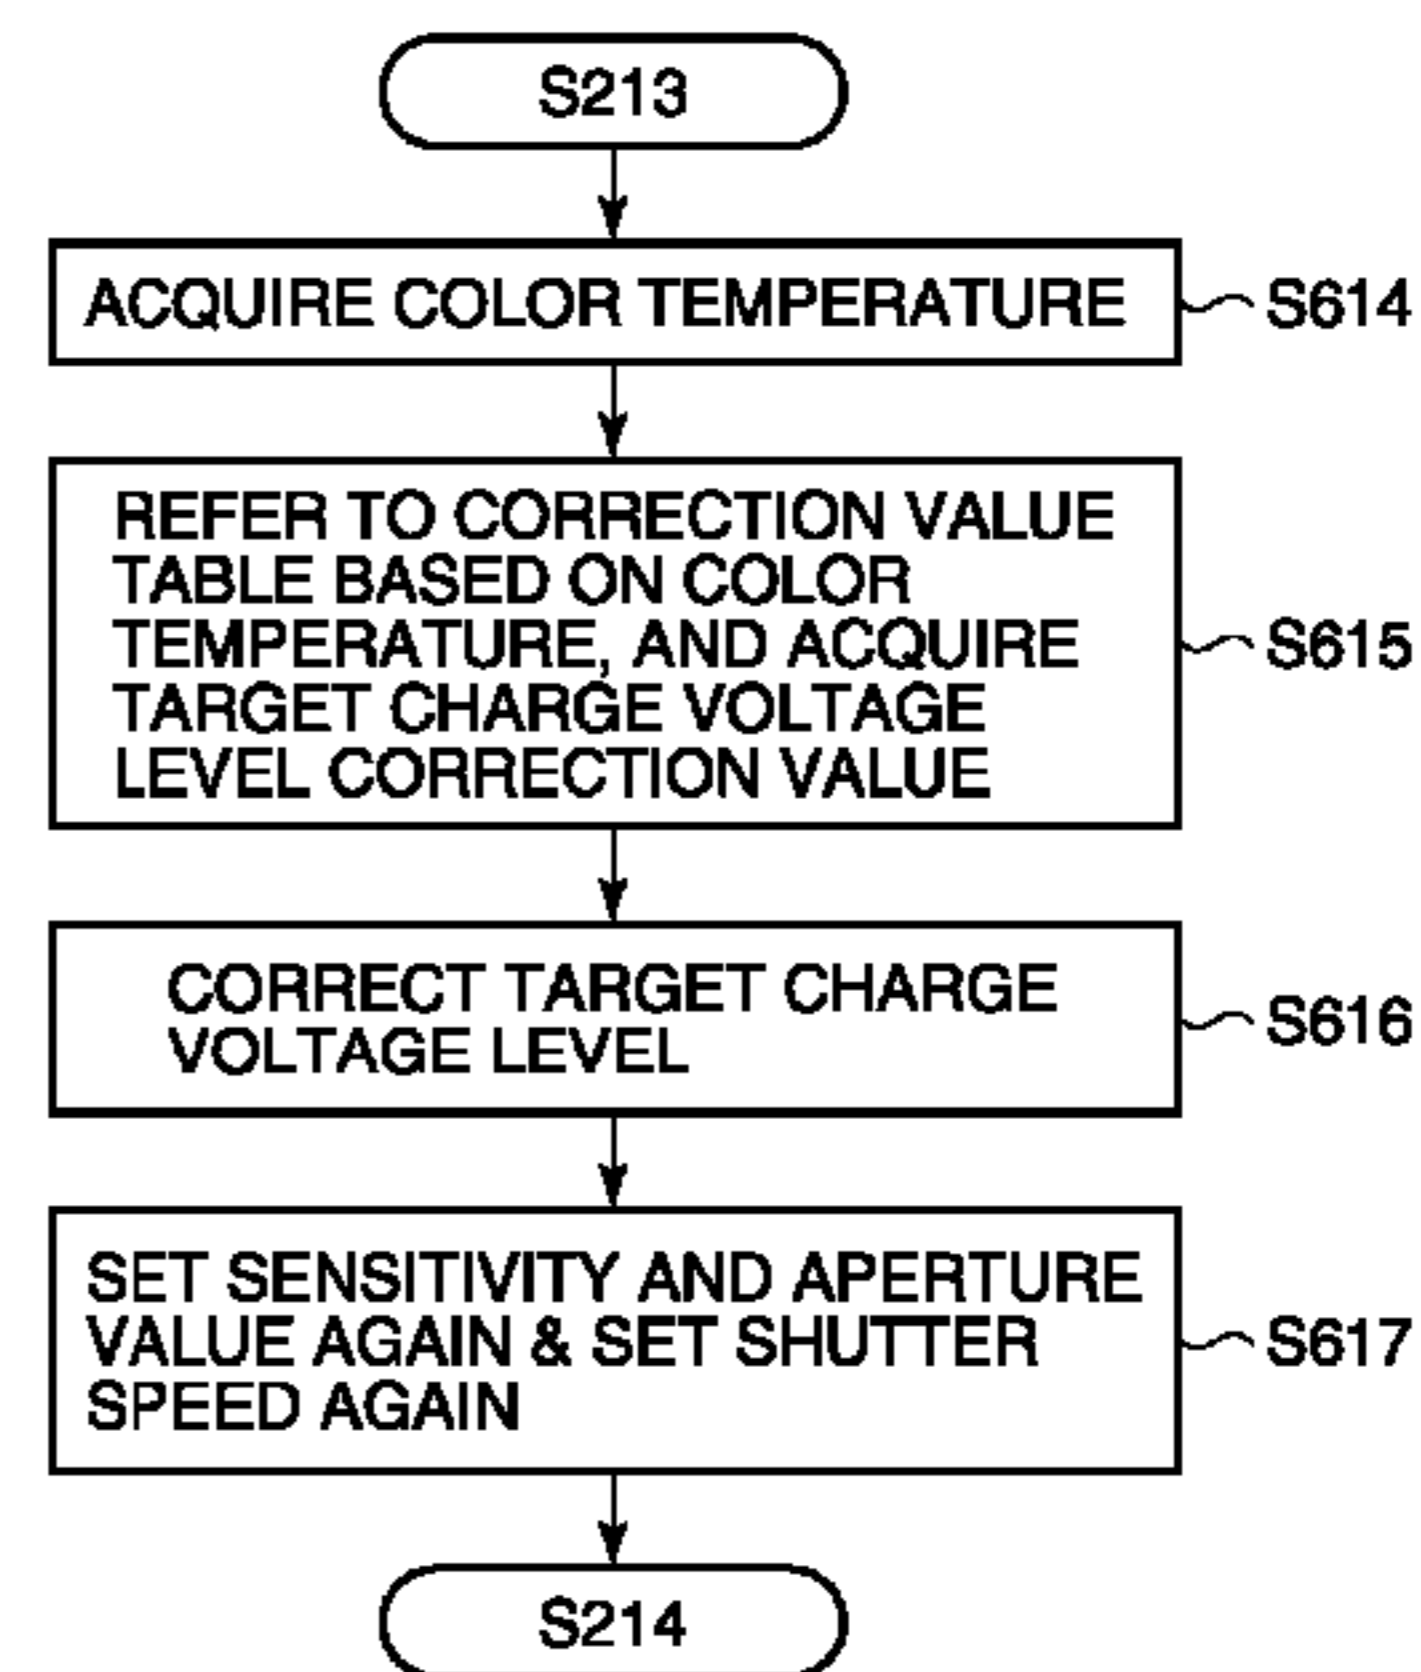 S213
ACQUIRE COLOR TEMPERATURE
S614
REFER TO CORRECTION VALUE
TABLE BASED ON COLOR
TEMPERATURE, AND ACQUIRE
TARGET CHARGE VOLTAGE
LEVEL CORRECTION VALUE
S615
CORRECT TARGET CHARGE
VOLTAGE LEVEL
S616
SET SENSITIVITY AND APERTURE
VALUE AGAIN & SET SHUTTER
SPEED AGAIN
S617
S214